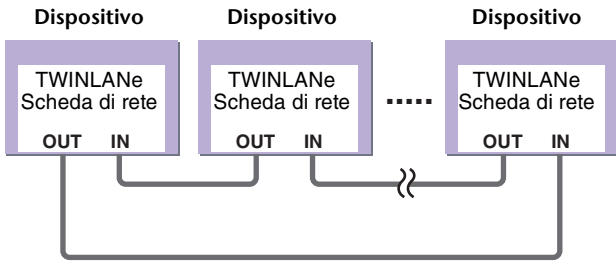 Dispositivo Dispositivo Dispositivo
TWINLANe
Scheda di rete
OUT IN
TWINLANe
Scheda di rete
OUT IN
TWINLANe
Scheda di rete
OUT IN